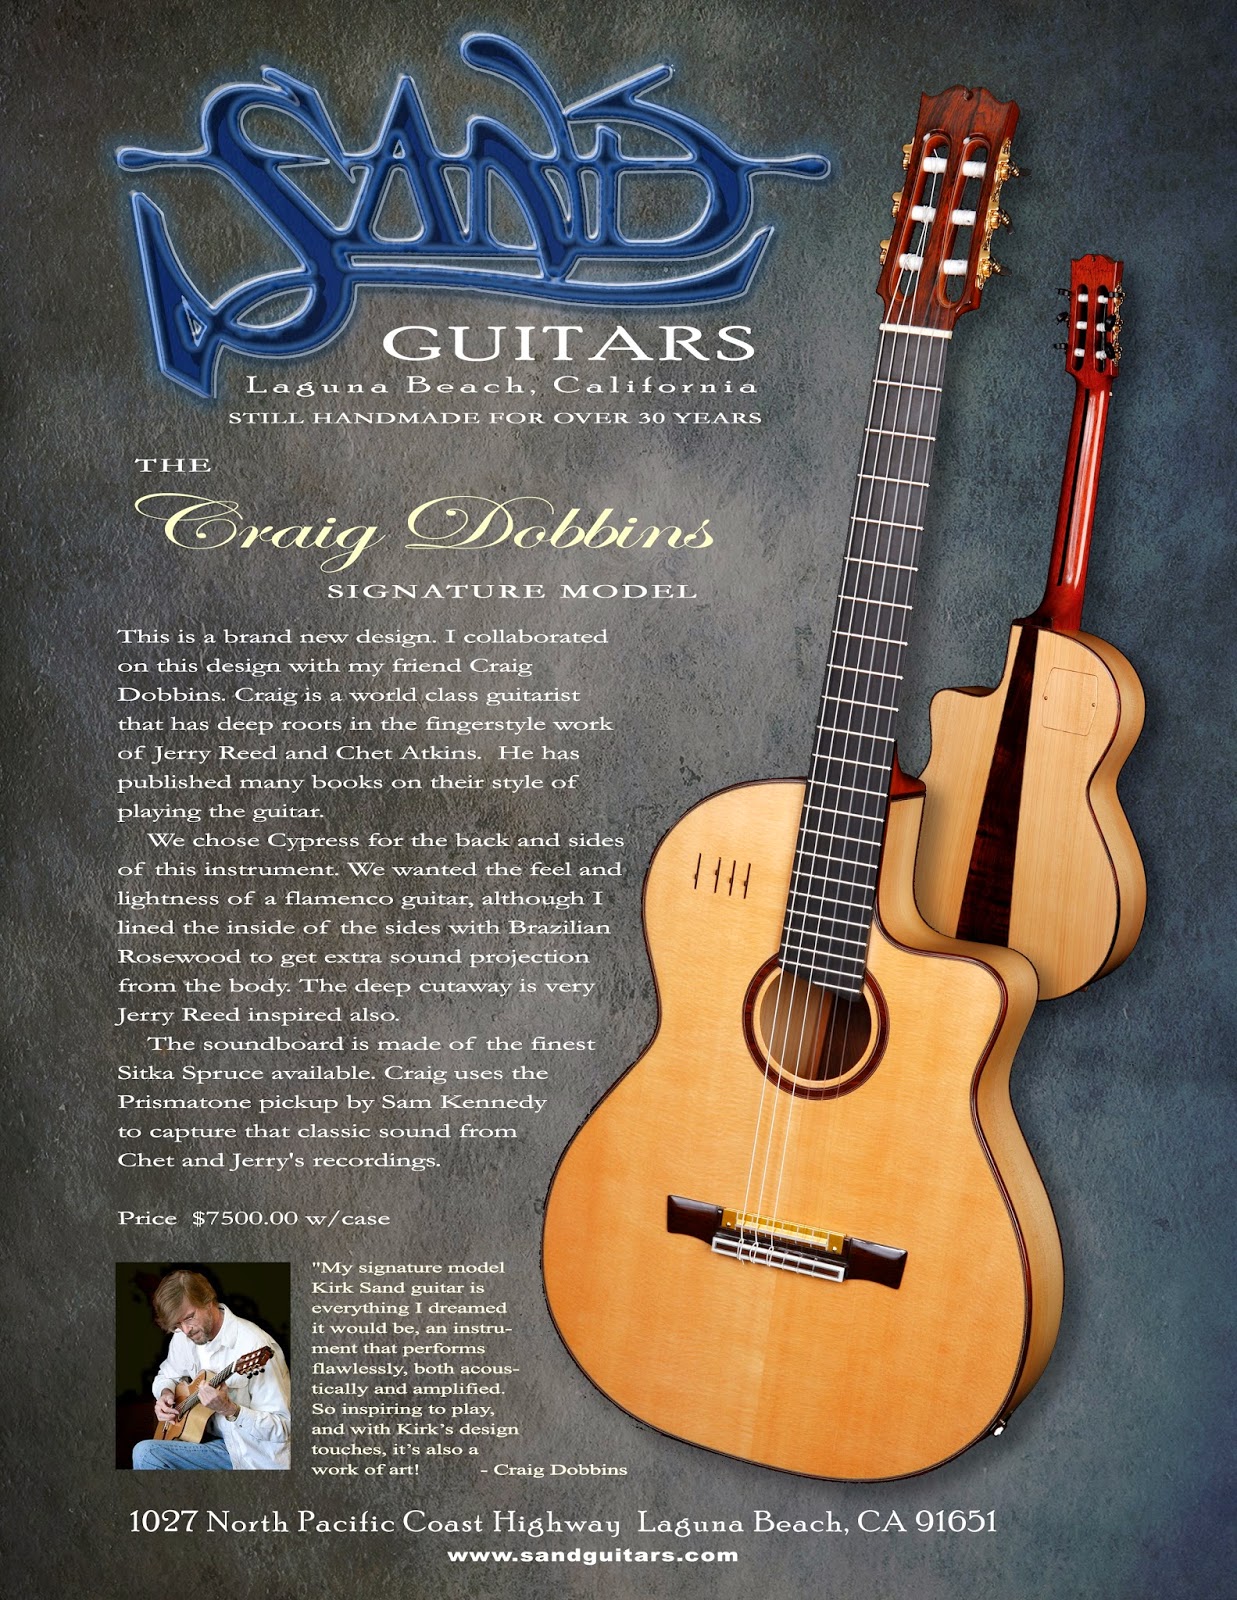 SAND
GUITARS
Laguna Beach, California
STILL HANDMADE FOR OVER 30 YEARS
THE
Craig Dobbins
SIGNATURE MODEL
This is a brand new design. I collaborated
on this design with my friend Craig
Dobbins. Craig is a world class guitarist
that has deep roots in the fingerstyle work
of Jerry Reed and Chet Atkins.  He has
published many books on their style of
playing the guitar.
We chose Cypress for the back and sides
of this instrument. We wanted the feel and
lightness of a flamenco guitar, although I
lined the inside of the sides with Brazilian
Rosewood to get extra sound projection
from the body. The deep cutaway is very
Jerry Reed inspired also.
The soundboard is made of the finest
Sitka Spruce available. Craig uses the
Prismatone pickup by Sam Kennedy
to capture that classic sound from
Chet and Jerry's recordings.
Price  $7500.00 w/case
"My signature model
Kirk Sand guitar is
everything I dreamed
it would be, an instru-
ment that performs
flawlessly, both acous-
tically and amplified.
So inspiring to play,
and with Kirk's design
touches, it's also a
work of art! - Craig Dobbins
1027 North Pacific Coast Highway  Laguna Beach, CA 91651
www.sandguitars.com